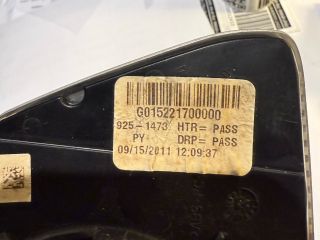 G015221700000
925-1473 HTR= PASS
PY DRP= PASS
09/15/2011 12:09:37